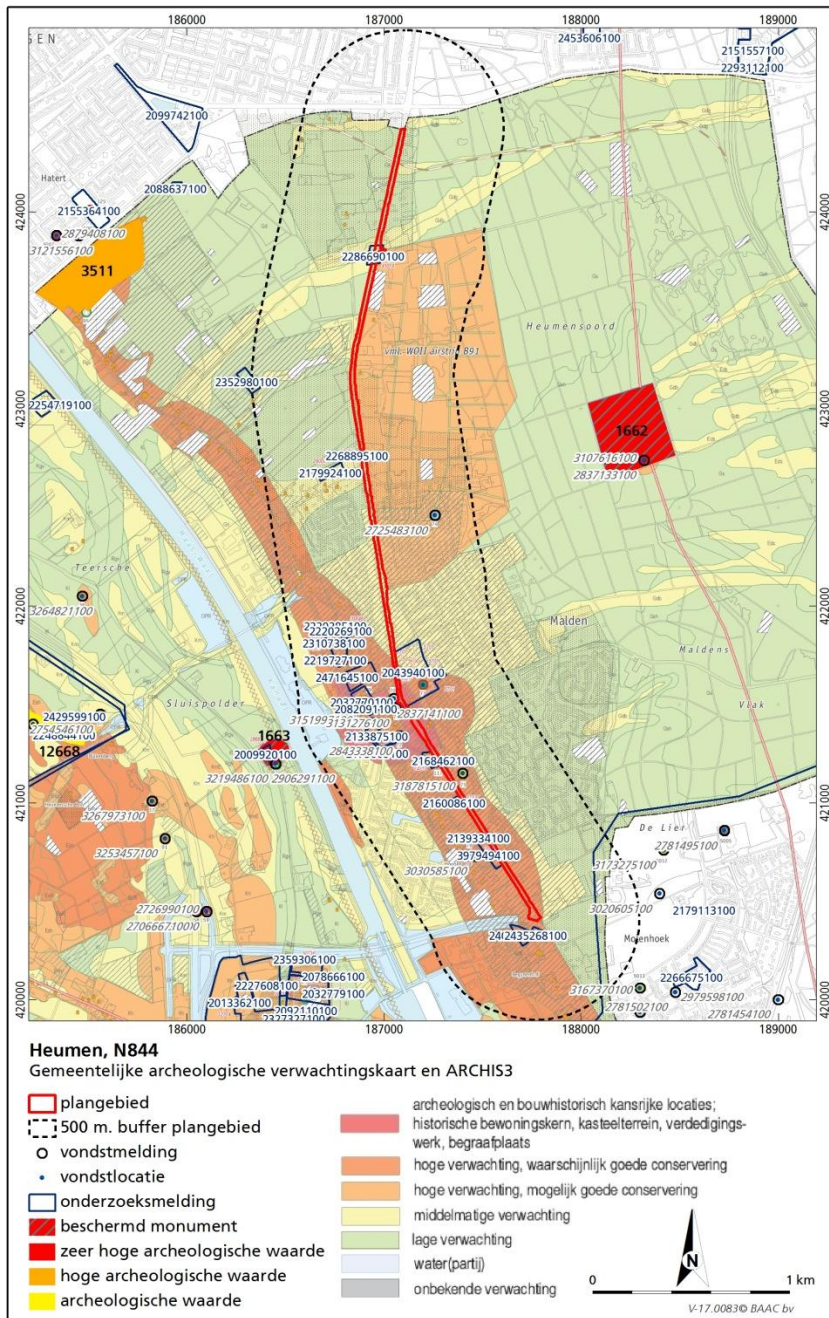 186000
187000
188000
189000
GEN
2453606100
2151557100
2293112100
2099742100
Hatert
2088637100
424000
424000
2155364100
2879408100
3121556100
3511
2286690100
Heumensoord
vml. WOII airstrip B91
2352980100
2254719100
423000
423000
1662
3107616100
2837133100
2268895100
2179924100
2725483100
Teersche
3264821100
422000
422000
Malden
Maldens
2220269100
2310738100
2219727100
2043940100
2471645100
Sluispolder
Vlak
2032770100
2082091100
2837141100
3131276100
2429599100
2754546100
12668
1663
2133875100
2843338100
2009920100
2168462100
3219486100
2906291100
3187815100
421000
421000
2160086100
3267973100
De Lier
2781495100
2139334100
3253457100
3979494100
3173275100
3030585100
3020605100
2179113100
2726990100
Molenhoek
2435268100
2359306100
2078666100
2227608100
2266675100
2032779100
3167370100
2979598100
2013362100
420000
420000
2092110100
2781502100
2781454100
2327327100
186000
187000
188000
189000
Heumen, N844
Gemeentelijke archeologische verwachtingskaart en ARCHIS3
plangebied
500 m. buffer plangebied
vondstmelding
vondstlocatie
onderzoeksmelding
beschermd monument
zeer hoge archeologische waarde
hoge archeologische waarde
archeologische waarde
archeologisch en bouwhistorisch kansrijke locaties;
historische bewoningskern, kasteelterrein, verdedigings-
werk, begraafplaats
hoge verwachting, waarschijnlijk goede conservering
hoge verwachting, mogelijk goede conservering
middelmatige verwachting
lage verwachting
water(partij)
onbekende verwachting
N
0
1 km
V-17.0083© BAAC bv